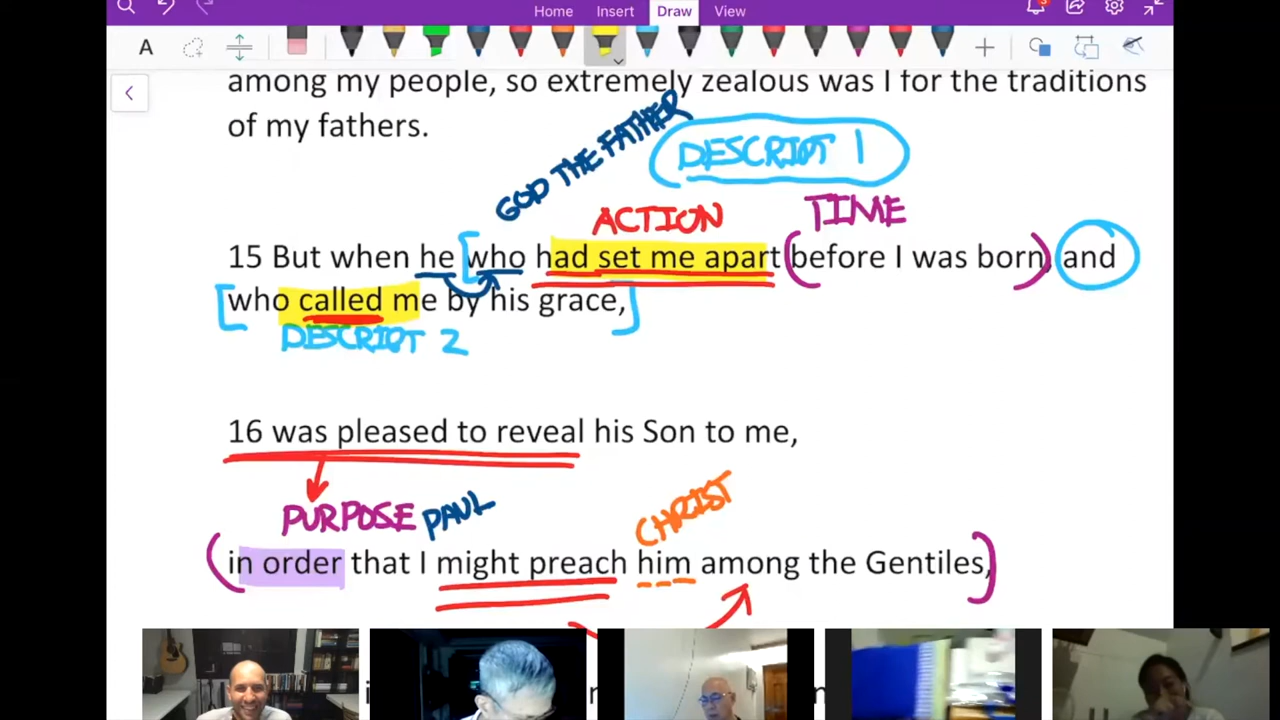 Home Insert Draw View
A
among my people, so extremely zealous was I for the traditions
of my fathers.
GOD THE FATHER
DESCRIPT 1
ACTION
TIME
15 But when he who had set me apart before I was born, and
who called me by his grace,
DESCRIPT 2
16 was pleased to reveal his Son to me,
PURPOSE
PAUL
CHRIST
in order that I might preach him among the Gentiles,